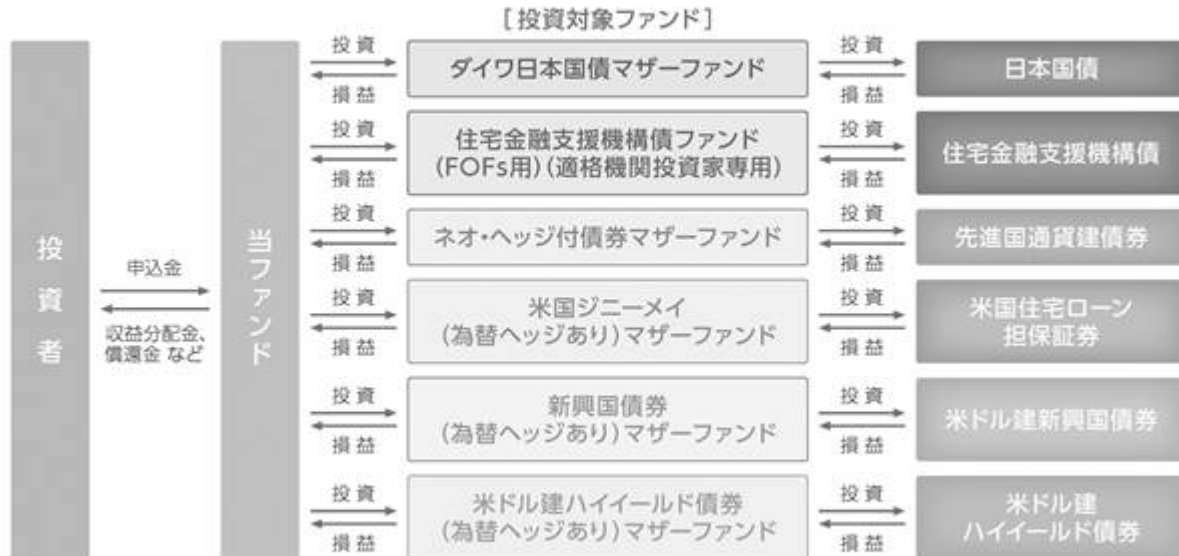 [投資対象ファンド]
投資者
申込金
収益分配金、
償還金 など
当ファンド
投資
損益
ダイワ日本国債マザーファンド
投資
損益
日本国債
投資
損益
住宅金融支援機構債ファンド
(FOFs用)(適格機関投資家専用)
投資
損益
住宅金融支援機構債
投資
損益
ネオ・ヘッジ付債券マザーファンド
投資
損益
先進国通貨建債券
投資
損益
米国ジニーメイ
(為替ヘッジあり)マザーファンド
投資
損益
米国住宅ローン
担保証券
投資
損益
新興国債券
(為替ヘッジあり)マザーファンド
投資
損益
米ドル建新興国債券
投資
損益
米ドル建ハイイールド債券
(為替ヘッジあり)マザーファンド
投資
損益
米ドル建
ハイイールド債券